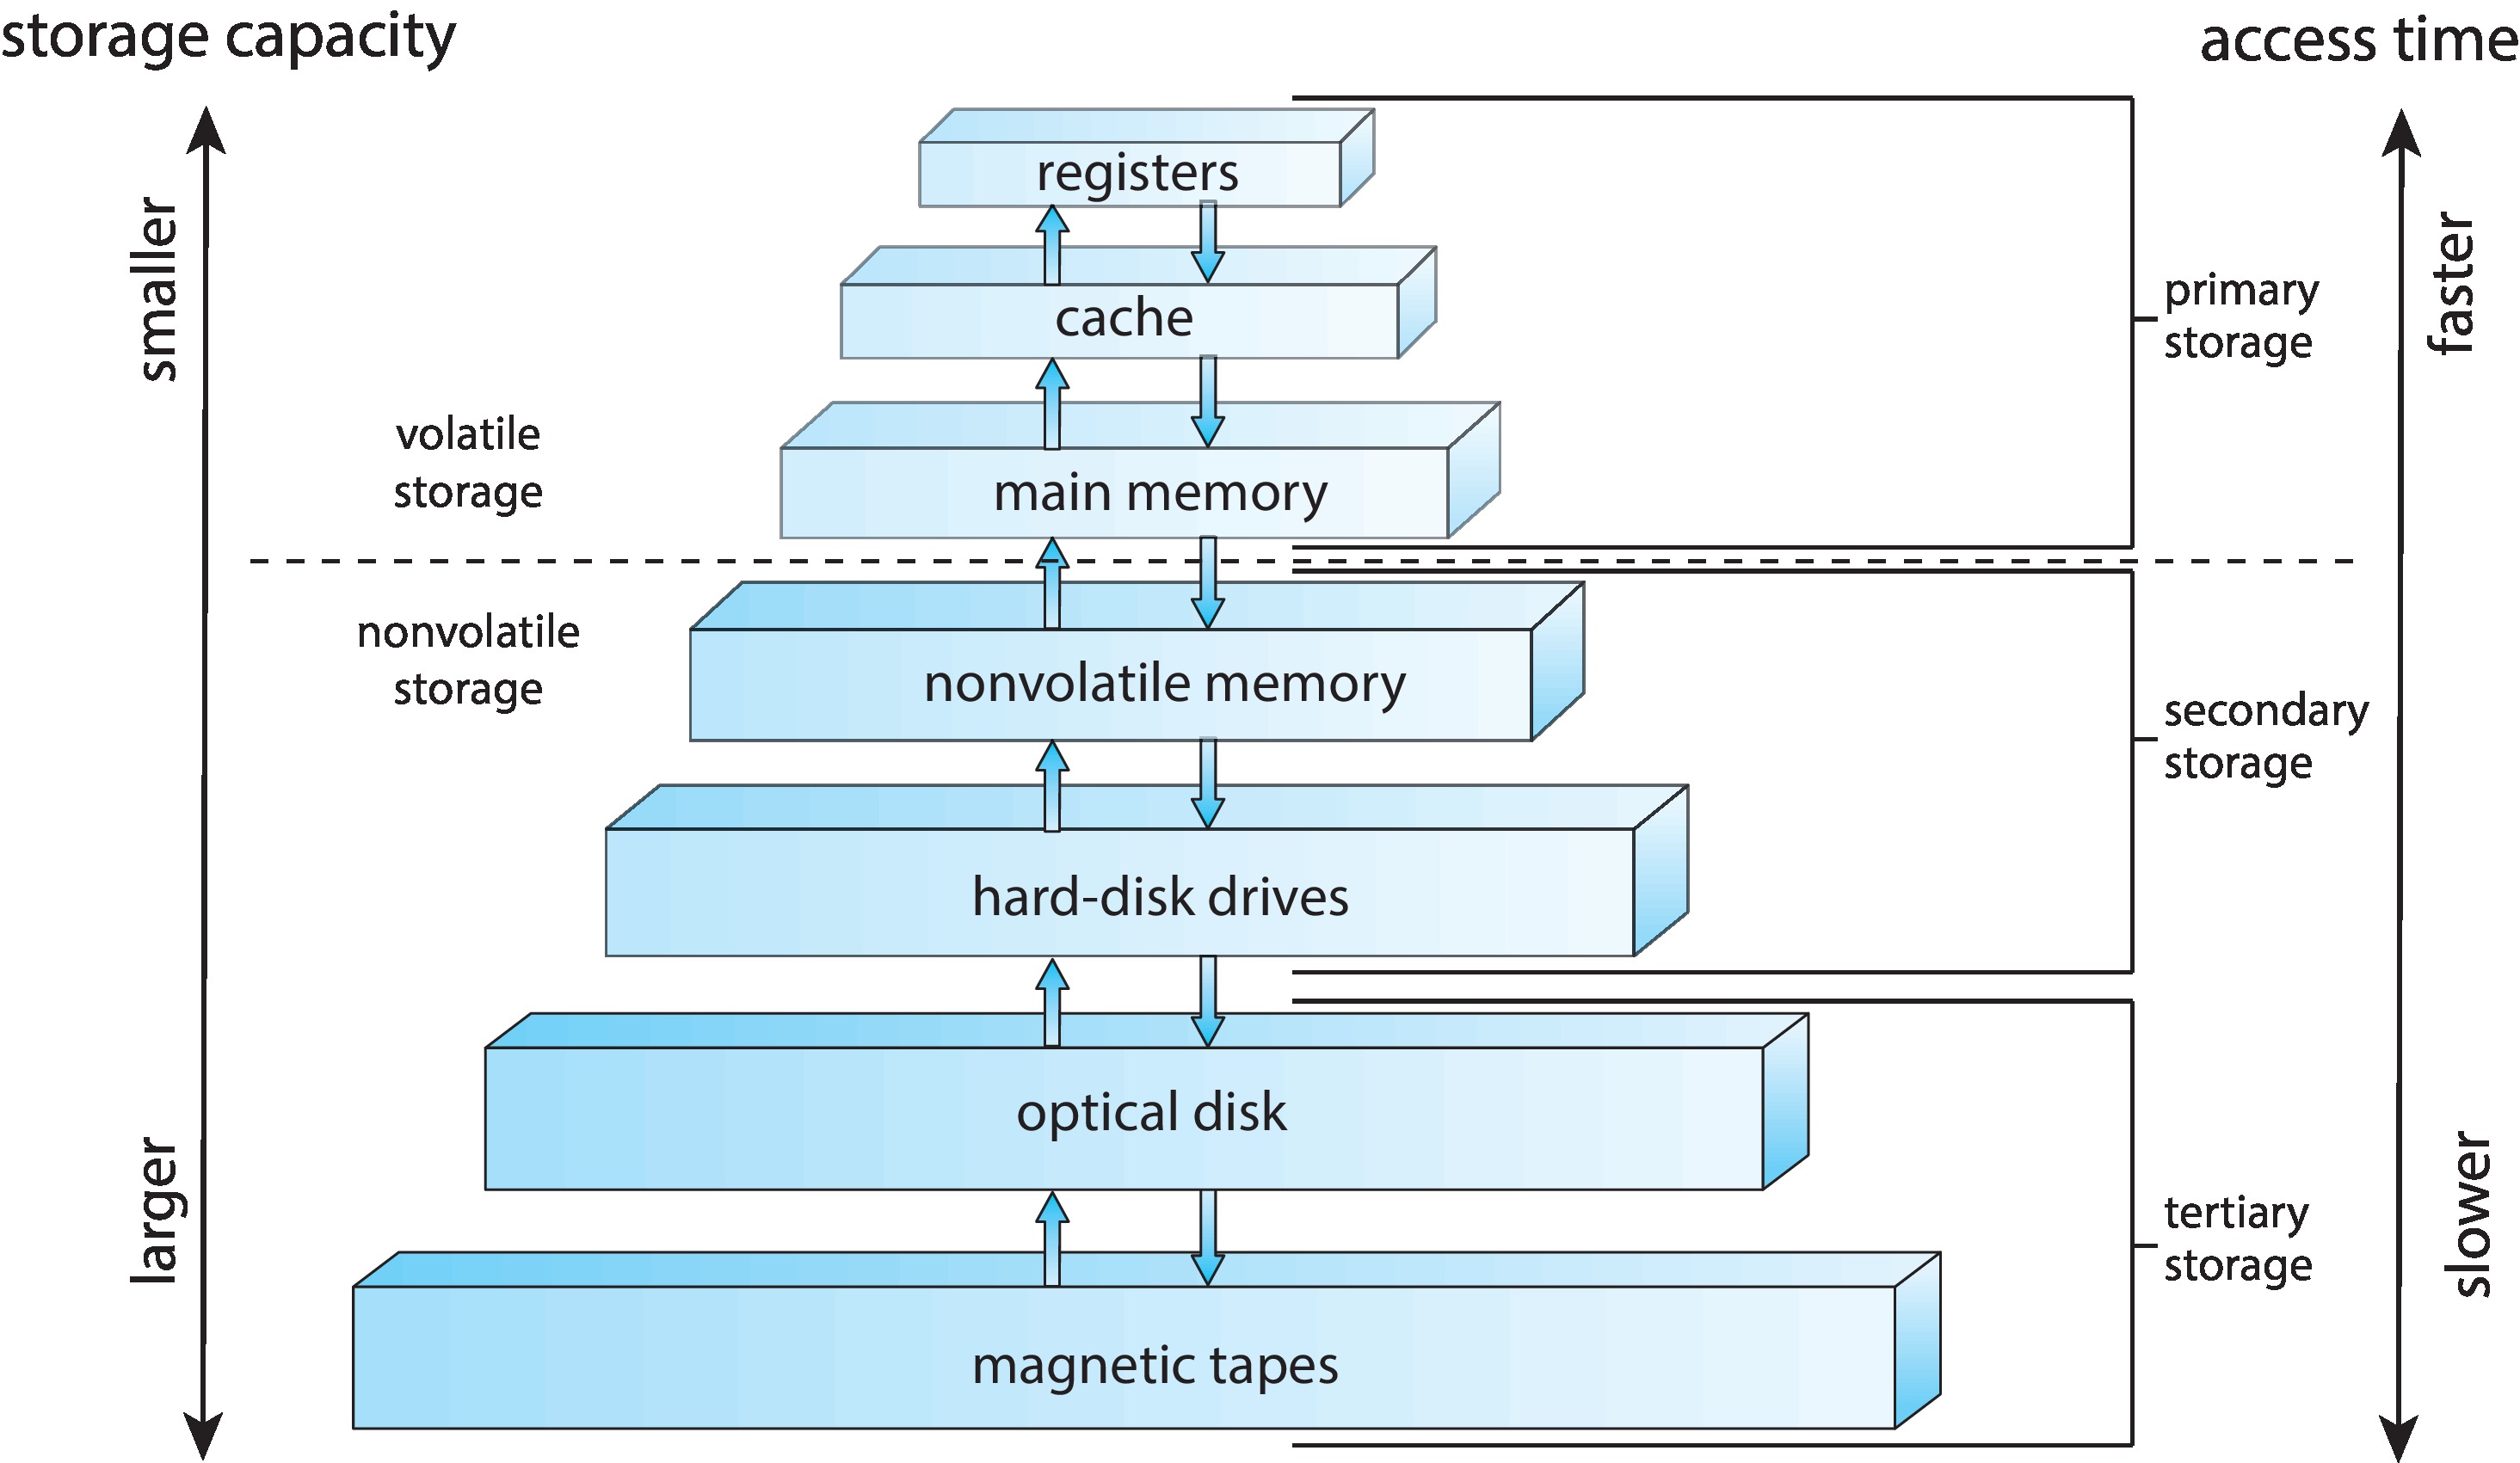 storage capacity
access time
smaller
larger
volatile
storage
nonvolatile
storage
registers
cache
main memory
nonvolatile memory
hard-disk drives
optical disk
magnetic tapes
primary
storage
secondary
storage
tertiary
storage
faster
slower